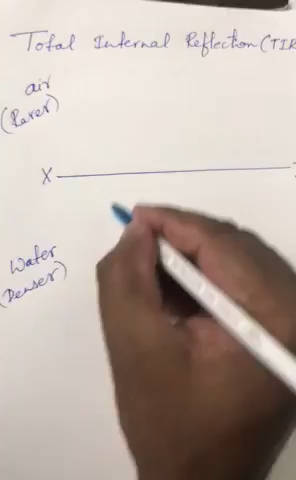 Total Internal Reflection (TIR
air
(Rarer)
X
Water
(Denser)